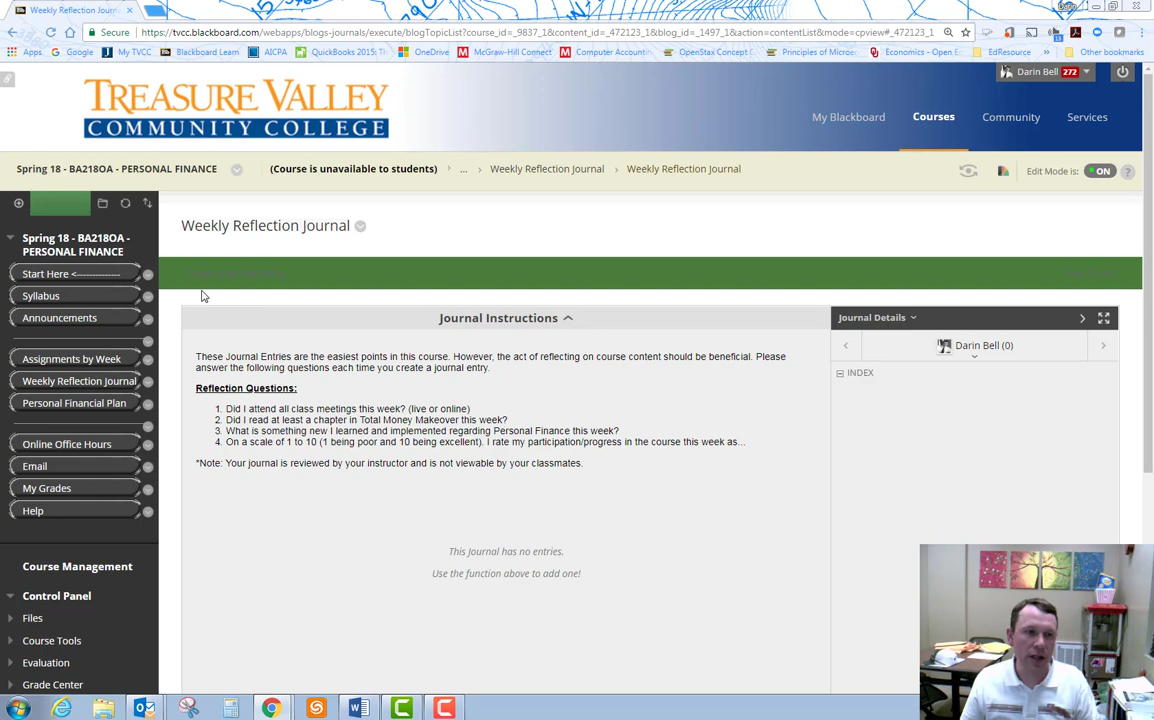 Weekly Reflection Journ
Darin
Secure
https://tvcc.blackboard.com/webapps/blogs-journals/execute/blogTopicList?course_id=_9837_1&content_id=_472123_1&blog_id=_1497_1&action=contentList&mode=cpview#_472123_1
Apps Google My TVCC Blackboard Learn AICPA QuickBooks 2015: T OneDrive McGraw-Hill Connect Computer Accountin OpenStax Concept C Principles of Microec Economics - Open Ed EdResource » Other bookmarks
Darin Bell 272
TREASURE VALLEY
COMMUNITY COLLEGE
My Blackboard Courses Community Services
Spring 18 - BA218OA - PERSONAL FINANCE (Course is unavailable to students) ... Weekly Reflection Journal Weekly Reflection Journal Edit Mode is: ON ?
Weekly Reflection Journal
Spring 18 - BA218OA -
PERSONAL FINANCE
Start Here <--------------
Syllabus
Announcements
Assignments by Week
Weekly Reflection Journal
Personal Financial Plan
Online Office Hours
Email
My Grades
Help
Course Management
Control Panel
Files
Course Tools
Evaluation
Grade Center
Journal Instructions
These Journal Entries are the easiest points in this course. However, the act of reflecting on course content should be beneficial. Please
answer the following questions each time you create a journal entry.
Reflection Questions:
1. Did I attend all class meetings this week? (live or online)
2. Did I read at least a chapter in Total Money Makeover this week?
3. What is something new I learned and implemented regarding Personal Finance this week?
4. On a scale of 1 to 10 (1 being poor and 10 being excellent). I rate my participation/progress in the course this week as...
*Note: Your journal is reviewed by your instructor and is not viewable by your classmates.
This Journal has no entries.
Use the function above to add one!
Journal Details
Darin Bell (0)
INDEX